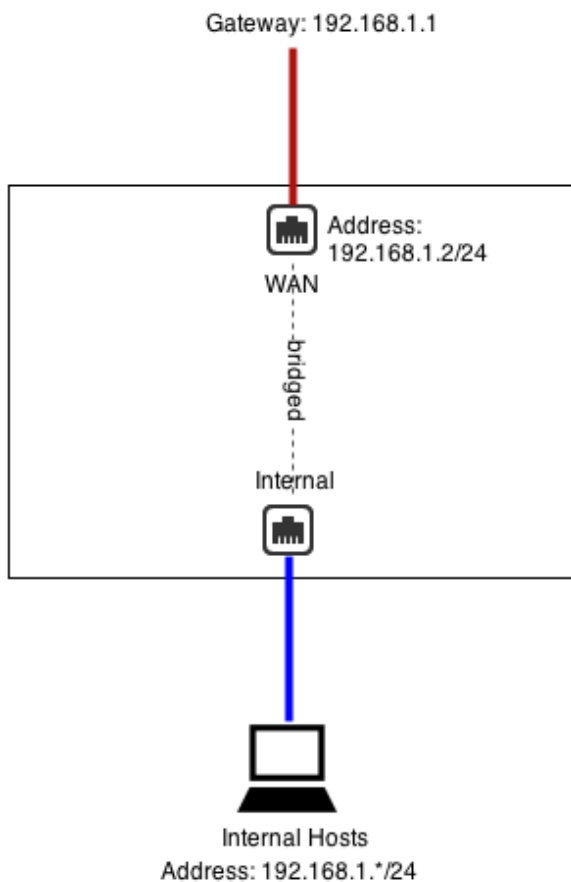 Gateway: 192.168.1.1
Address:
192.168.1.2/24
WAN
bridged
Internal
Internal Hosts
Address: 192.168.1.*/24